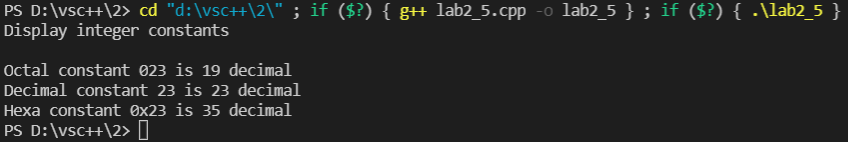 PS D:\vsc++\2> cd "d:\vsc++\2\" ; if ($?) { g++ lab2_5.cpp -o lab2_5 } ; if ($?) { .\lab2_5 }
Display integer constants
Octal constant 023 is 19 decimal
Decimal constant 23 is 23 decimal
Hexa constant 0x23 is 35 decimal
PS D:\vsc++\2>